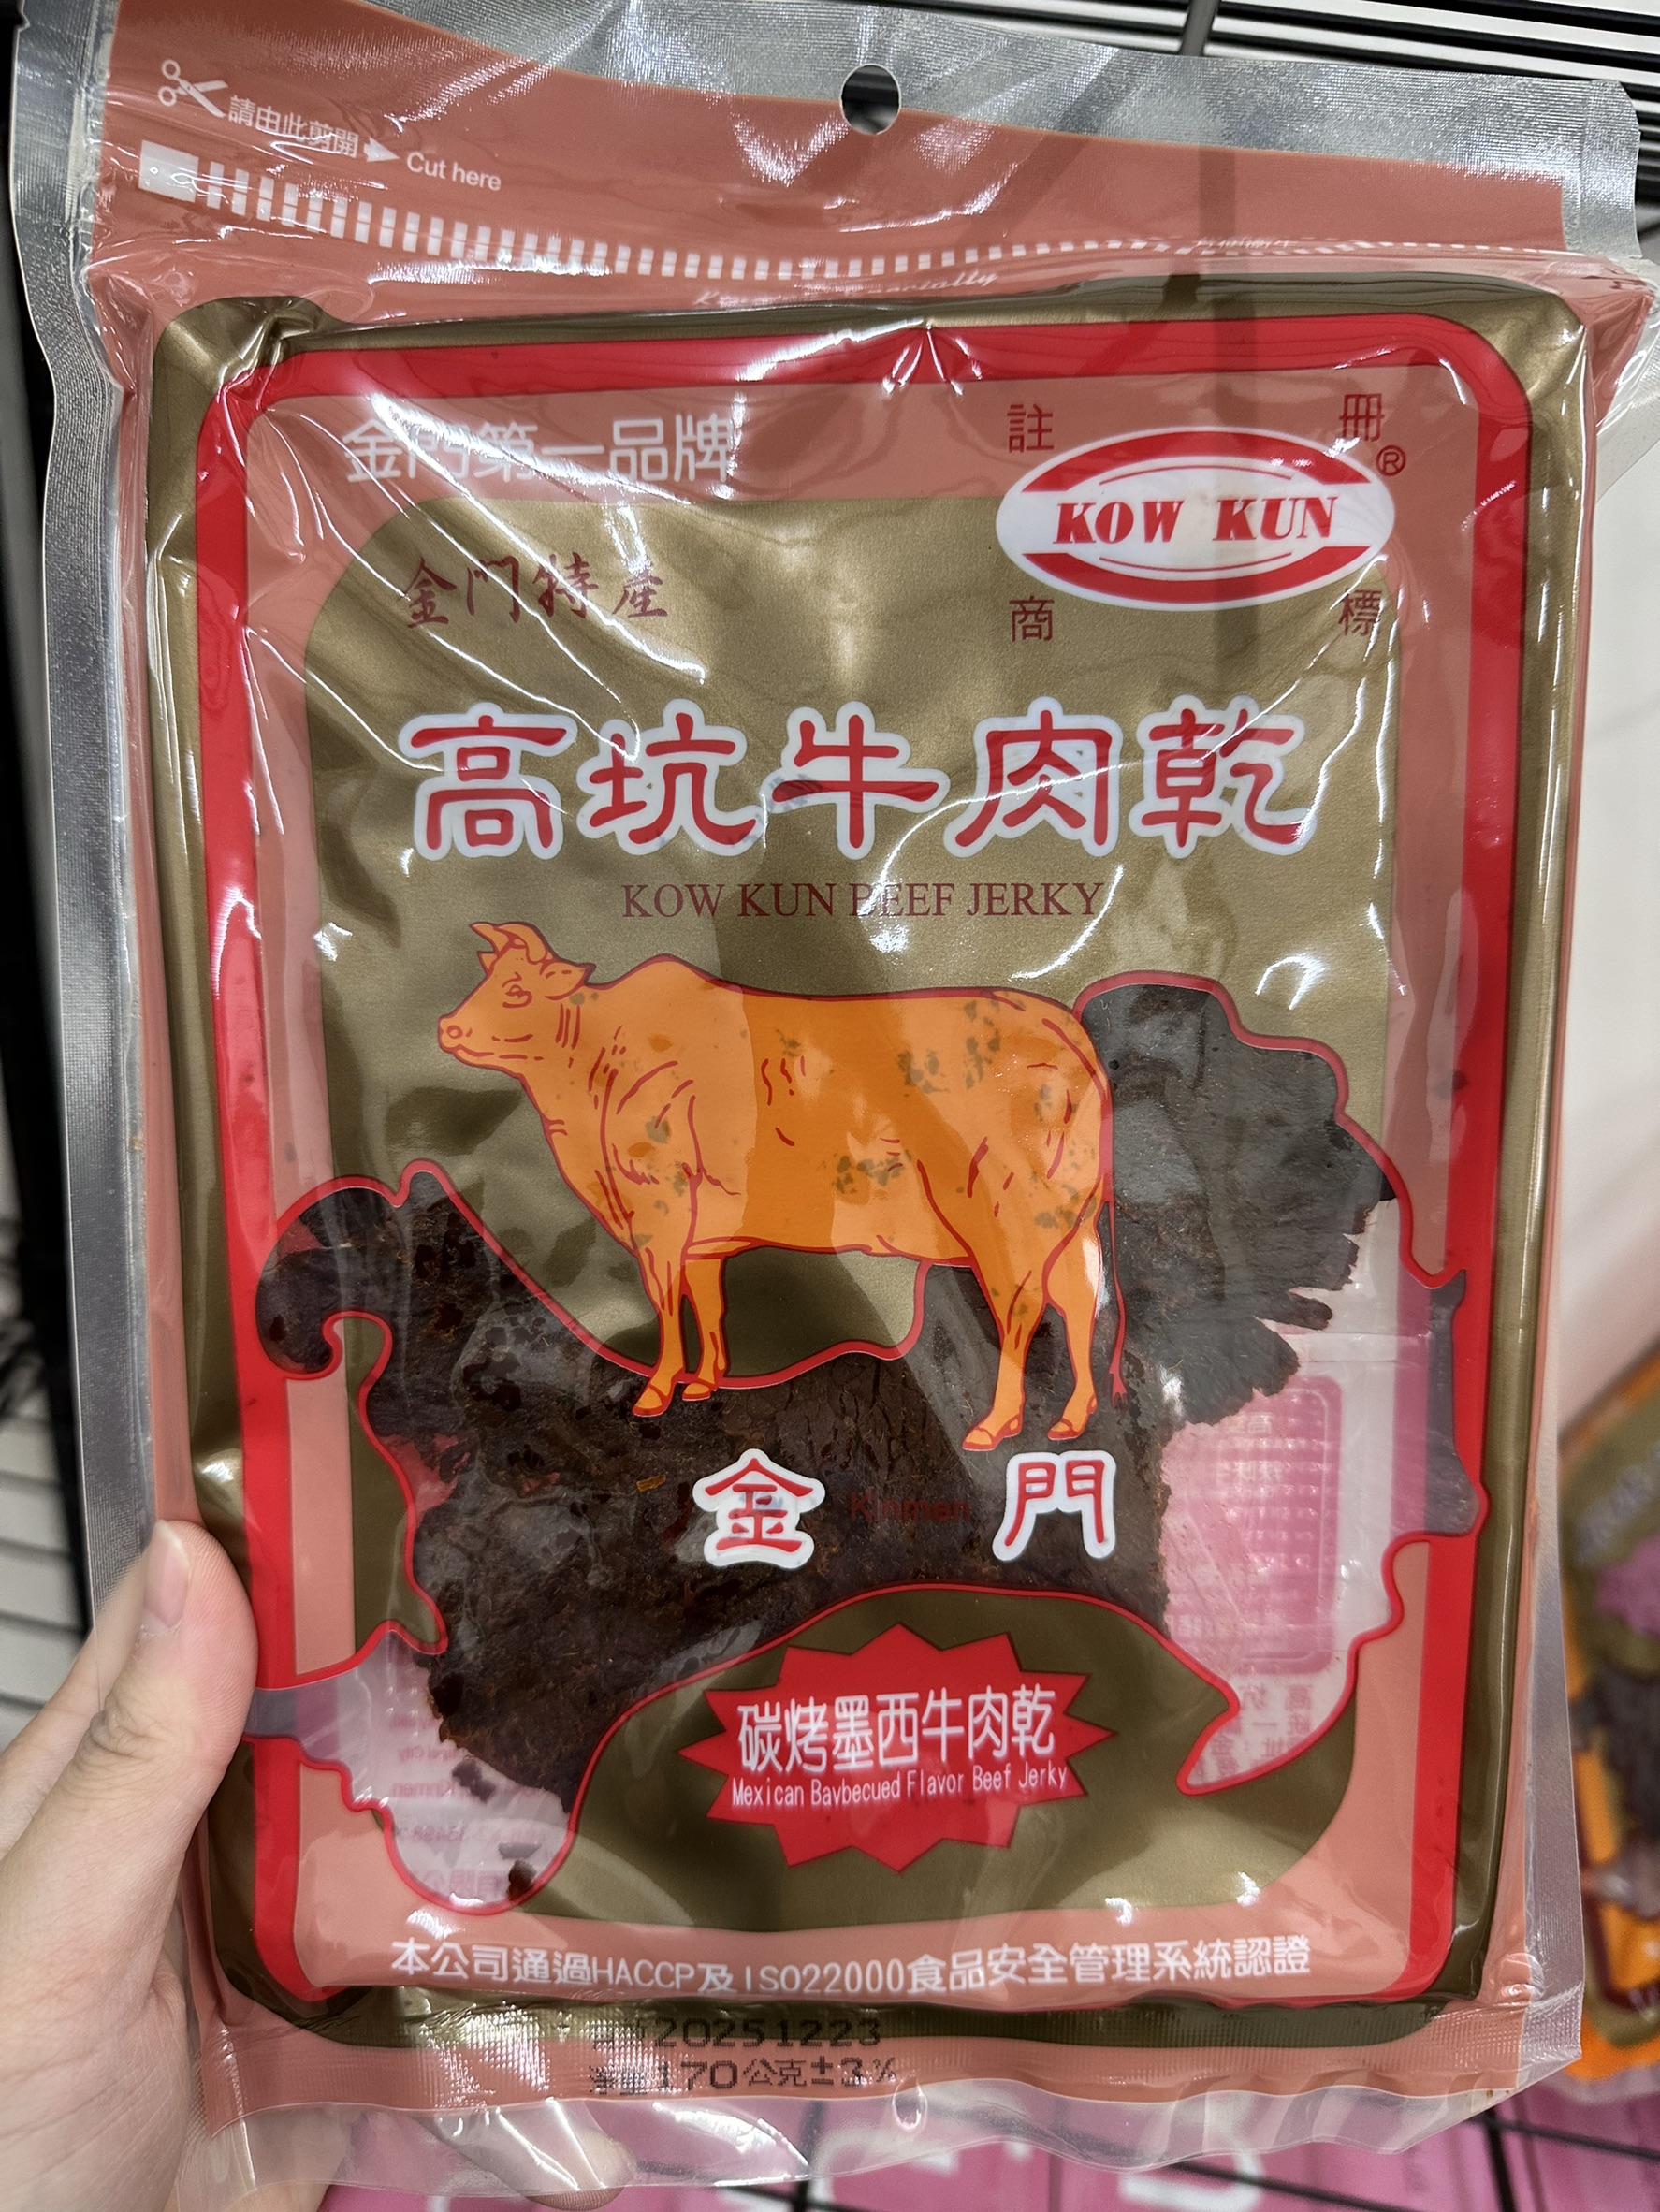 請由此剪開 Cut here
金門第一品牌
註 冊
®
KOW KUN
商 標
金門特產
高坑牛肉乾
KOW KUN BEEF JERKY
金 門
Kinmen
碳烤墨西牛肉乾
Mexican Bavbecued Flavor Beef Jerky
本公司通過HACCP及ISO22000食品安全管理系統認證
20251223
淨重170公克±3%